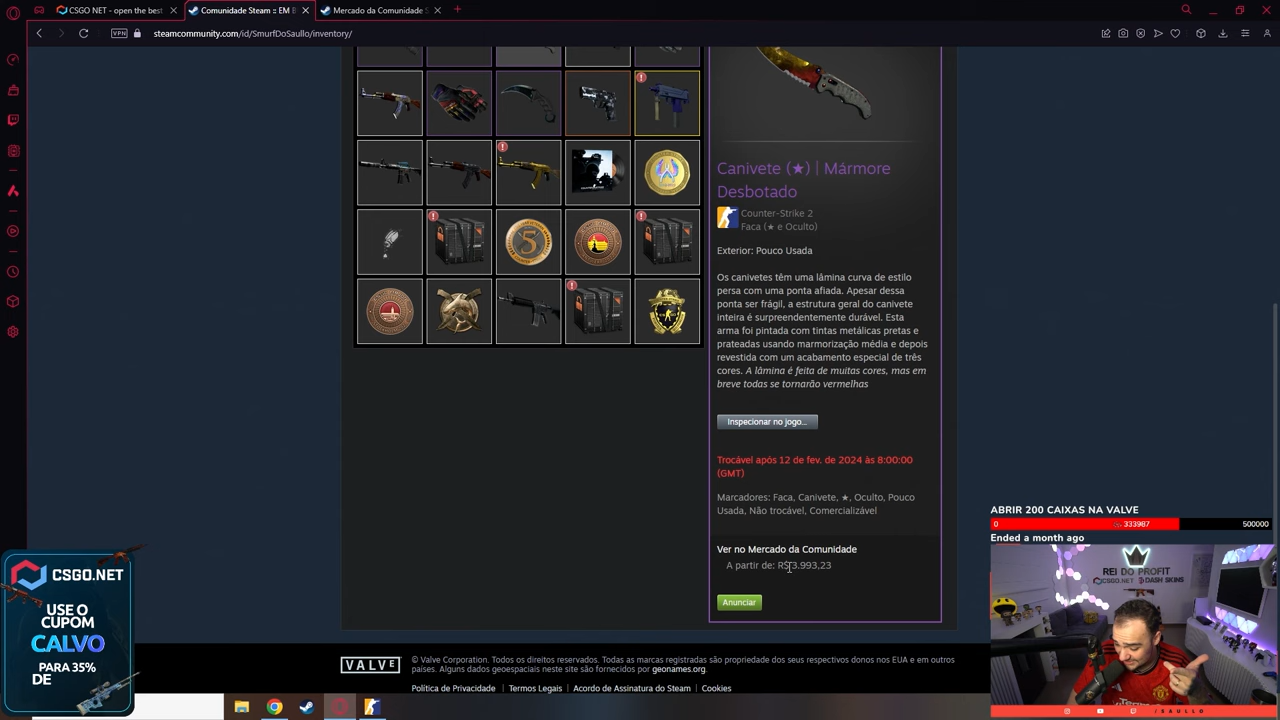 CSGO.NET - open the best
Comunidade Steam :: EM B
Mercado da Comunidade S
VPN
steamcommunity.com/id/SmurfDoSaullo/inventory/
Canivete (★) | Mármore
Desbotado
Counter-Strike 2
Faca (★ e Oculto)
Exterior: Pouco Usada
Os canivetes têm uma lâmina curva de estilo
persa com uma ponta afiada. Apesar dessa
ponta ser frágil, a estrutura geral do canivete
inteira é surpreendentemente durável. Esta
arma foi pintada com tintas metálicas pretas e
prateadas usando marmorização média e depois
revestida com um acabamento especial de três
cores. A lâmina é feita de muitas cores, mas em
breve todas se tornarão vermelhas
Inspecionar no jogo...
Trocável após 12 de fev. de 2024 às 8:00:00
(GMT)
Marcadores: Faca, Canivete, ★, Oculto, Pouco
Usada, Não trocável, Comercializável
Ver no Mercado da Comunidade
A partir de: R$ 3.993,23
Anunciar
VALVE
© Valve Corporation. Todos os direitos reservados. Todas as marcas registradas são propriedade dos seus respectivos donos nos EUA e em outros
países. Alguns dados geoespaciais neste site são fornecidos por geonames.org.
Política de Privacidade | Termos Legais | Acordo de Assinatura do Steam | Cookies
CSGO.NET
USE O
CUPOM
CALVO
PARA 35%
DE
ABRIR 200 CAIXAS NA VALVE
0 333987 500000
Ended a month ago
REI DO PROFIT
CSGO.NET DASH SKINS
/SAULLO
5